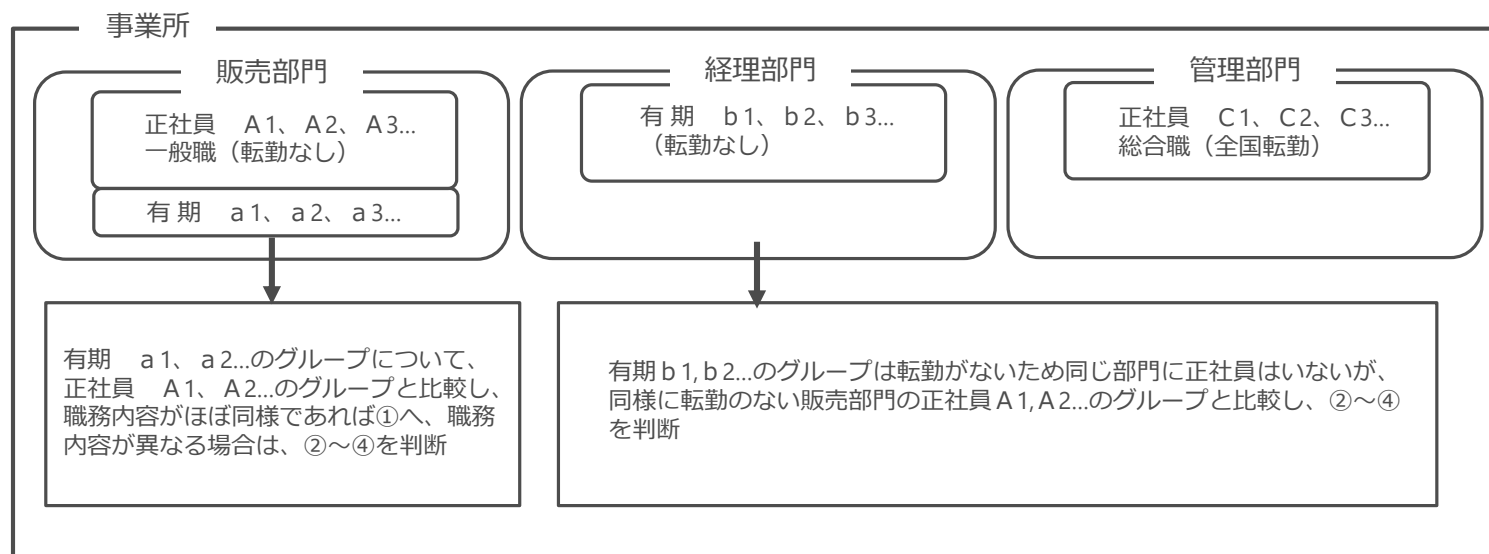 事業所
販売部門
正社員　Ａ1、Ａ2、Ａ3…
一般職（転勤なし）
有 期　ａ1、ａ2、ａ3…
経理部門
有 期　ｂ1、ｂ2、ｂ3…
（転勤なし）
管理部門
正社員　Ｃ1、Ｃ2、Ｃ3…
総合職（全国転勤）
有期　ａ1、ａ2…のグループについて、
正社員　Ａ1、Ａ2…のグループと比較し、
職務内容がほぼ同様であれば①へ、職務
内容が異なる場合は、②～④を判断
有期ｂ1,ｂ2…のグループは転勤がないため同じ部門に正社員はいないが、
同様に転勤のない販売部門の正社員Ａ1,Ａ2…のグループと比較し、②～④
を判断